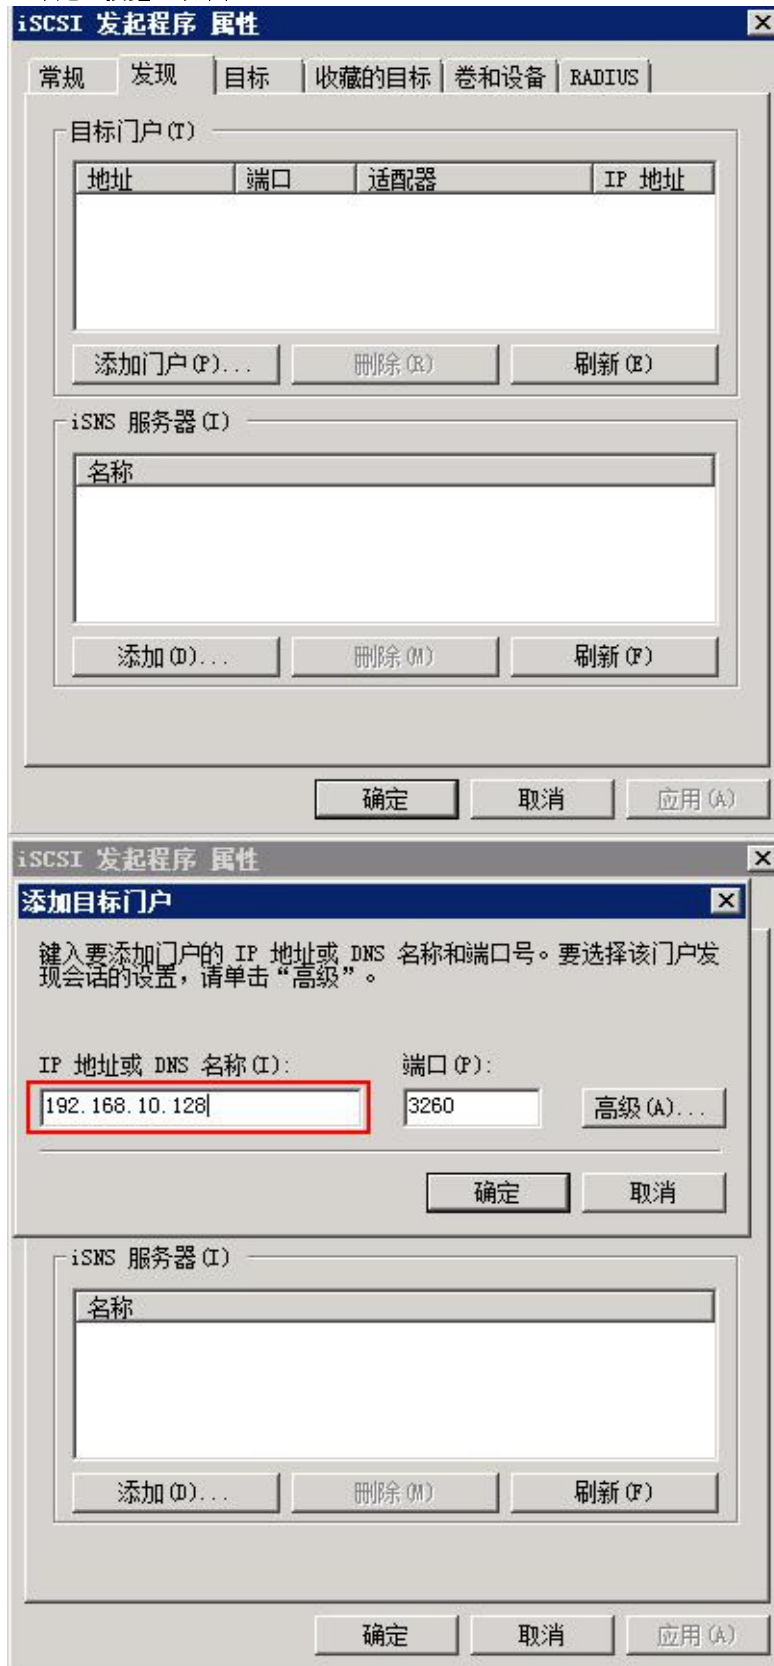 iSCSI 发起程序 属性
常规 发现 目标 收藏的目标 卷和设备 RADIUS
目标门户(T)
地址 端口 适配器 IP 地址
添加门户(P)... 删除(R) 刷新(E)
iSNS 服务器(I)
名称
添加(D)... 删除(M) 刷新(F)
确定 取消 应用(A)
iSCSI 发起程序 属性
添加目标门户
键入要添加门户的 IP 地址或 DNS 名称和端口号。要选择该门户发
现会话的设置，请单击“高级”。
IP 地址或 DNS 名称(I): 端口(P):
192.168.10.128 3260 高级(A)...
确定 取消
iSNS 服务器(I)
名称
添加(D)... 删除(M) 刷新(F)
确定 取消 应用(A)